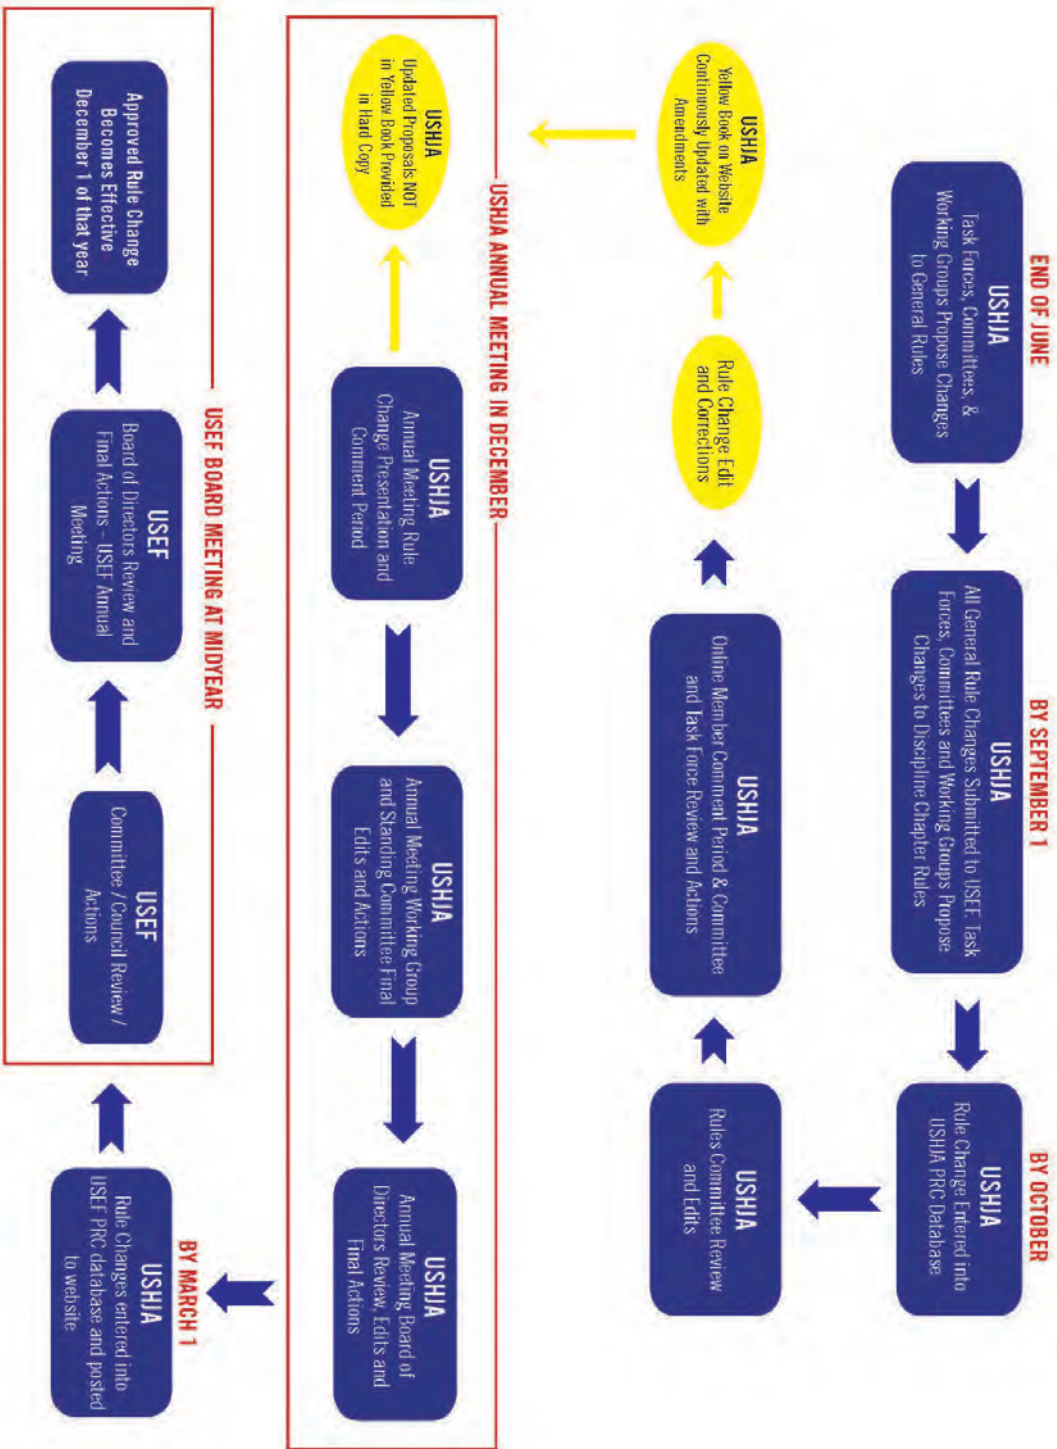 END OF JUNE
USHJA
Task Forces, Committees, &
Working Groups Propose Changes
to General Rules
BY SEPTEMBER 1
USHJA
All General Rule Changes Submitted to USEF. Task
Forces, Committees and Working Groups Propose
Changes to Discipline Chapter Rules
BY OCTOBER
USHJA
Rule Change Entered into
USHJA PRC Database
USHJA
Rules Committee Review
and Edits
USHJA
Online Member Comment Period & Committee
and Task Force Review and Actions
Rule Change Edit
and Corrections
USHJA
Yellow Book on Website
Continuously Updated with
Amendments
USHJA ANNUAL MEETING IN DECEMBER
USHJA
Updated Proposals NOT
in Yellow Book Provided
in Hard Copy
USHJA
Annual Meeting Rule
Change Presentation and
Comment Period
USHJA
Annual Meeting Working Group
and Standing Committee Final
Edits and Actions
USHJA
Annual Meeting Board of
Directors Review, Edits and
Final Actions
BY MARCH 1
USHJA
Rule Changes entered into
USEF PRC database and posted
to website
USEF BOARD MEETING AT MIDYEAR
USEF
Committee / Council Review /
Actions
USEF
Board of Directors Review and
Final Actions - USEF Annual
Meeting
Approved Rule Change
Becomes Effective
December 1 of that year